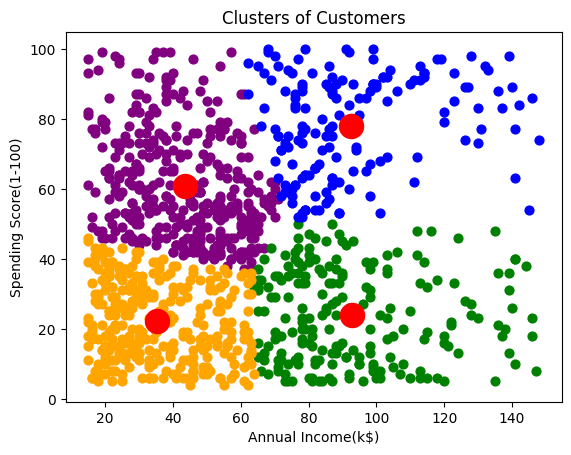 Clusters of Customers
Spending Score(1-100)
100
80
60
40
20
0
20 40 60 80 100 120 140
Annual Income(k$)